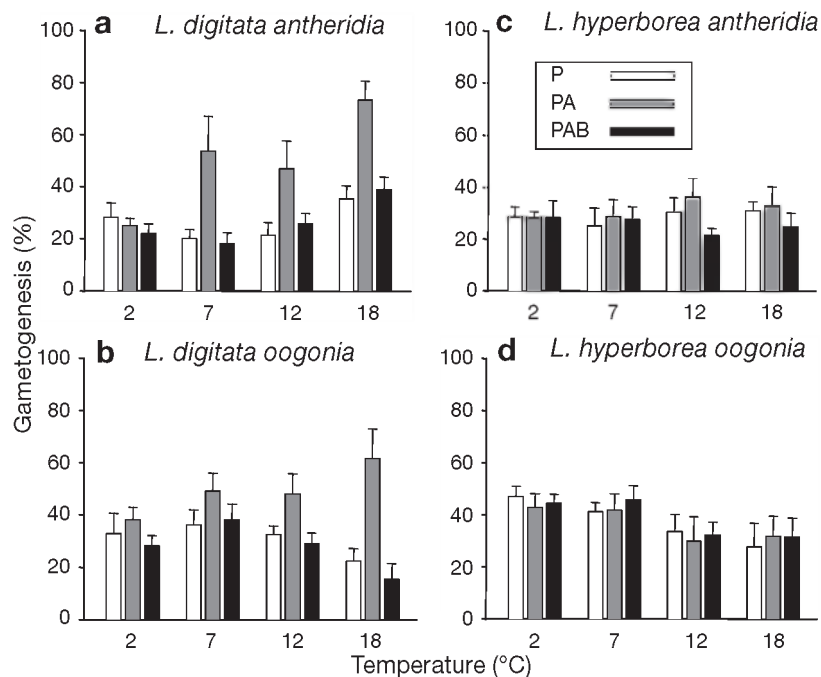 a L. digitata antheridia
100
80
60
40
20
0
2 7 12 18
c L. hyperborea antheridia
P
PA
PAB
100
80
60
40
20
0
2 7 12 18
b L. digitata oogonia
100
80
60
40
20
0
2 7 12 18
d L. hyperborea oogonia
100
80
60
40
20
0
2 7 12 18
Gametogenesis (%)
Temperature (°C)